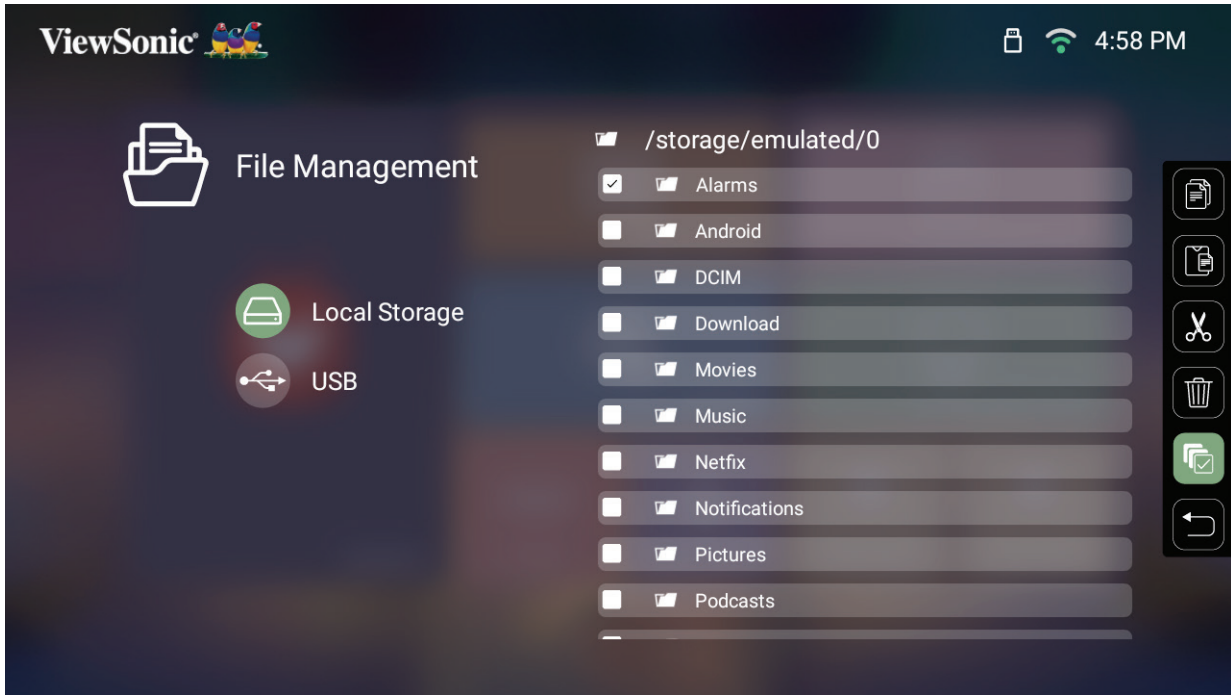 ViewSonic®
4:58 PM
File Management
Local Storage
USB
/storage/emulated/0
Alarms
Android
DCIM
Download
Movies
Music
Netfix
Notifications
Pictures
Podcasts